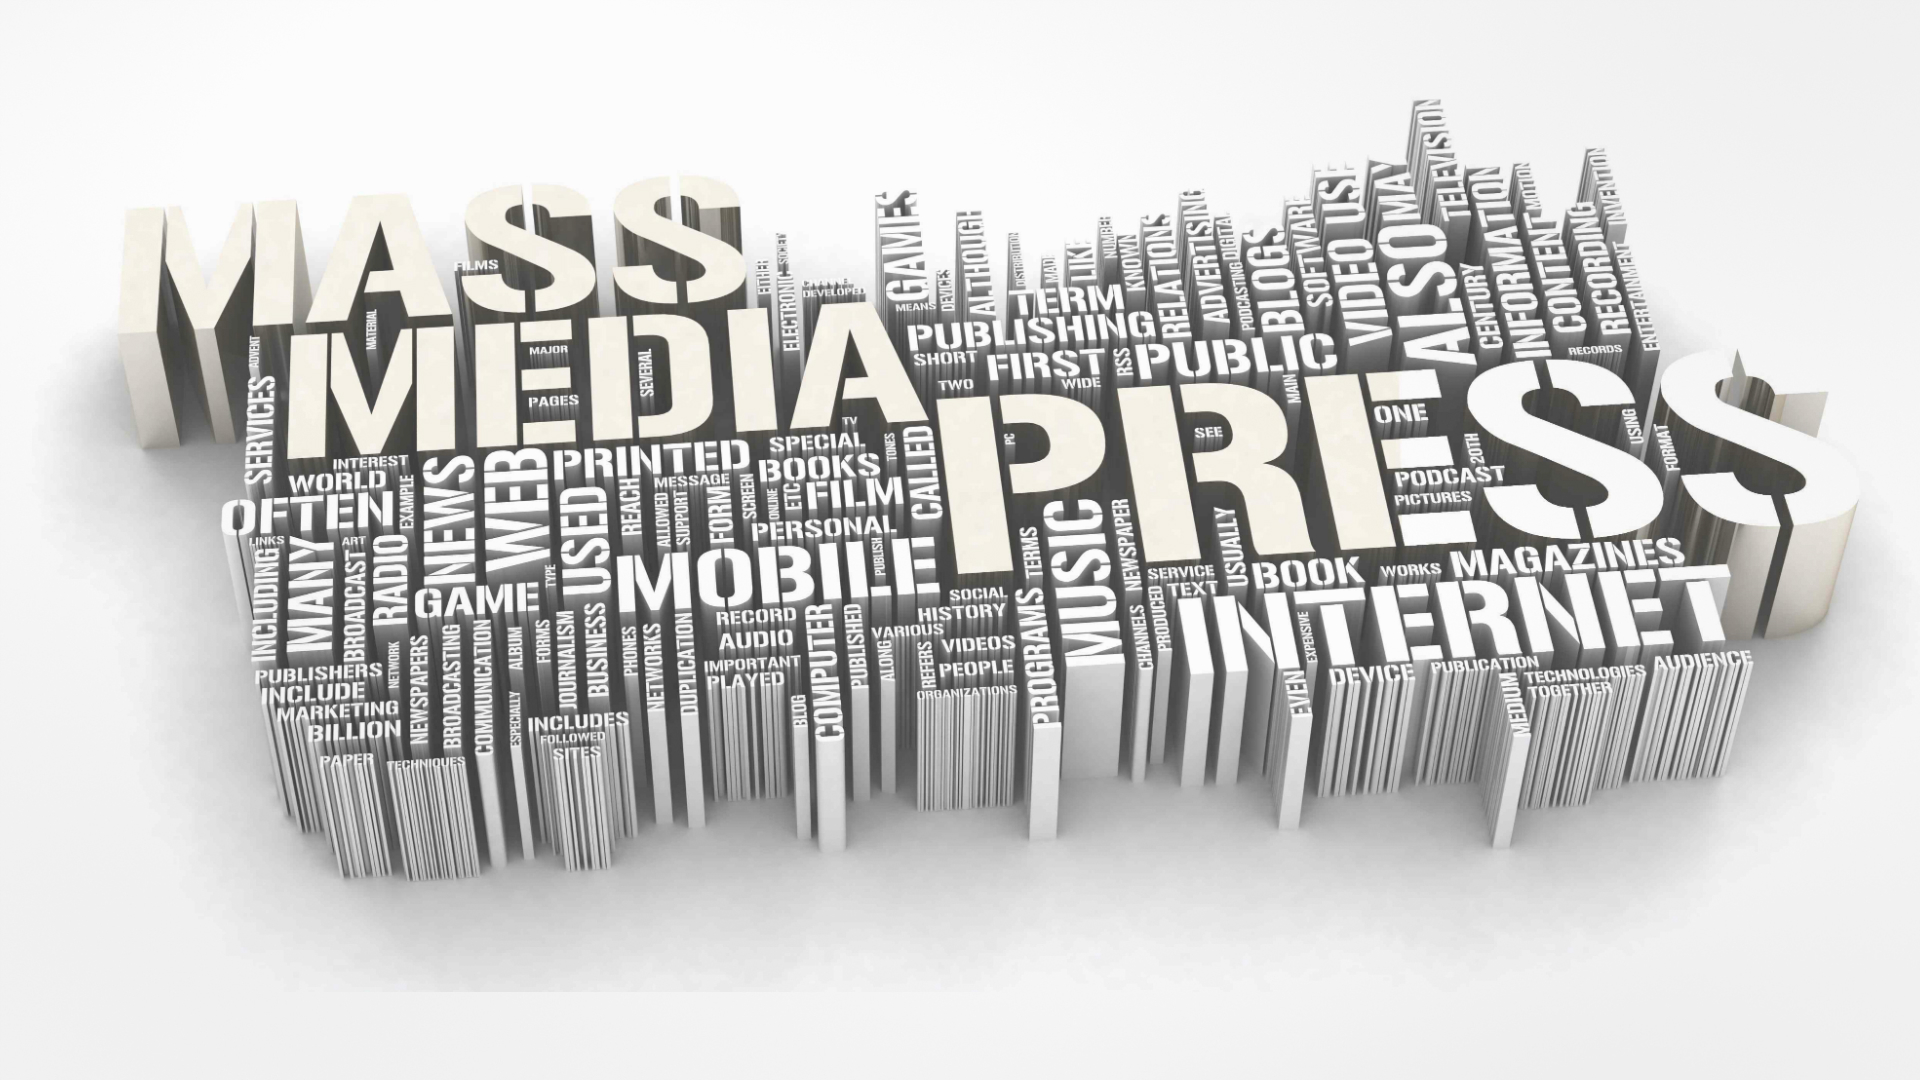 MASS
MEDIA
PRESS
FILMS
MATERIAL
ADVENT
SERVICES
MAJOR
PAGES
SEVERAL
EITHER
SOCIETY
ELECTRONIC
DEVELOPED
GAMES
MEANS
DEVICES
ALTHOUGH
DISTRIBUTION
MADE
LIKE
NUMBER
KNOWN
RELATIONS
ADVERTISING
DIGITAL
PODCASTING
BLOGS
SOFTWARE
USE
VIDEO
MAY
ALSO
TELEVISION
CENTURY
INFORMATION
MOTION
CONTENT
RECORDING
INVENTION
ENTERTAINMENT
RECORDS
TERM
PUBLISHING
SHORT
FIRST
RSS
PUBLIC
TWO
WIDE
MAIN
ONE
USING
FORMAT
20TH
PODCAST
PICTURES
SEE
PC
TV
INTEREST
WORLD
OFTEN
EXAMPLE
NEWS
WEB
PRINTED
SPECIAL
BOOKS
TONES
CALLED
MESSAGE
REACH
USED
ALLOWED
SUPPORT
FORM
SCREEN
ONLINE
ETC
FILM
PERSONAL
LINKS
ART
INCLUDING
MANY
BROADCAST
RADIO
GAME
TYPE
MOBILE
PUBLISH
TERMS
MUSIC
NEWSPAPER
USUALLY
SERVICE
TEXT
BOOK
WORKS
MAGAZINES
INTERNET
EXPENSIVE
SOCIAL
HISTORY
VARIOUS
VIDEOS
PEOPLE
ORGANIZATIONS
REFERS
PROGRAMS
CHANNELS
PRODUCED
RECORD
AUDIO
IMPORTANT
PLAYED
COMPUTER
PUBLISHED
ALONG
BLOG
PUBLISHERS
INCLUDE
MARKETING
BILLION
PAPER
TECHNIQUES
NETWORK
NEWSPAPERS
BROADCASTING
COMMUNICATION
ALBUM
ESPECIALLY
FORMS
JOURNALISM
BUSINESS
PHONES
NETWORKS
DUPLICATION
INCLUDES
FOLLOWED
SITES
EVEN
DEVICE
PUBLICATION
MEDIUM
TECHNOLOGIES
TOGETHER
AUDIENCE